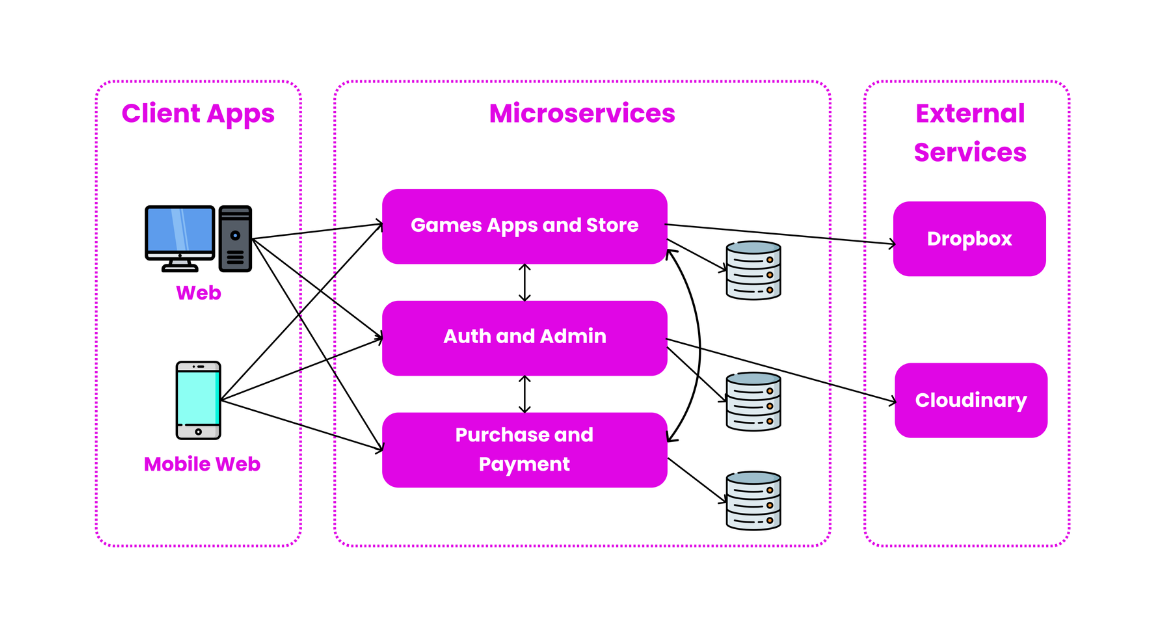 Client Apps
Microservices
External
Services
Web
Mobile Web
Games Apps and Store
Auth and Admin
Purchase and
Payment
Dropbox
Cloudinary